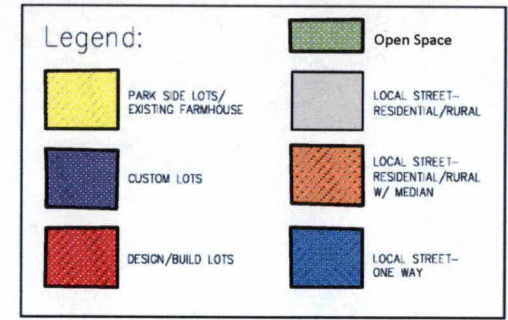 Legend:
Open Space
PARK SIDE LOTS/
EXISTING FARMHOUSE
LOCAL STREET-
RESIDENTIAL/RURAL
CUSTOM LOTS
LOCAL STREET-
RESIDENTIAL/RURAL
W/ MEDIAN
DESIGN/BUILD LOTS
LOCAL STREET-
ONE WAY